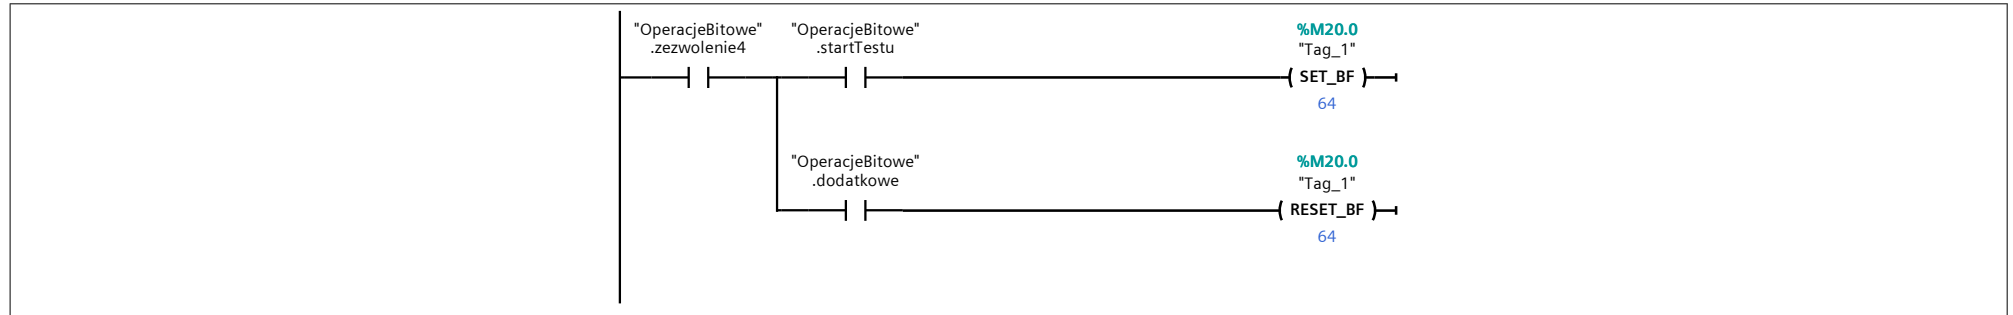 "OperacjeBitowe"
.zezwolenie4
"OperacjeBitowe"
.startTestu
%M20.0
"Tag_1"
SET_BF
64
"OperacjeBitowe"
.dodatkowe
%M20.0
"Tag_1"
RESET_BF
64